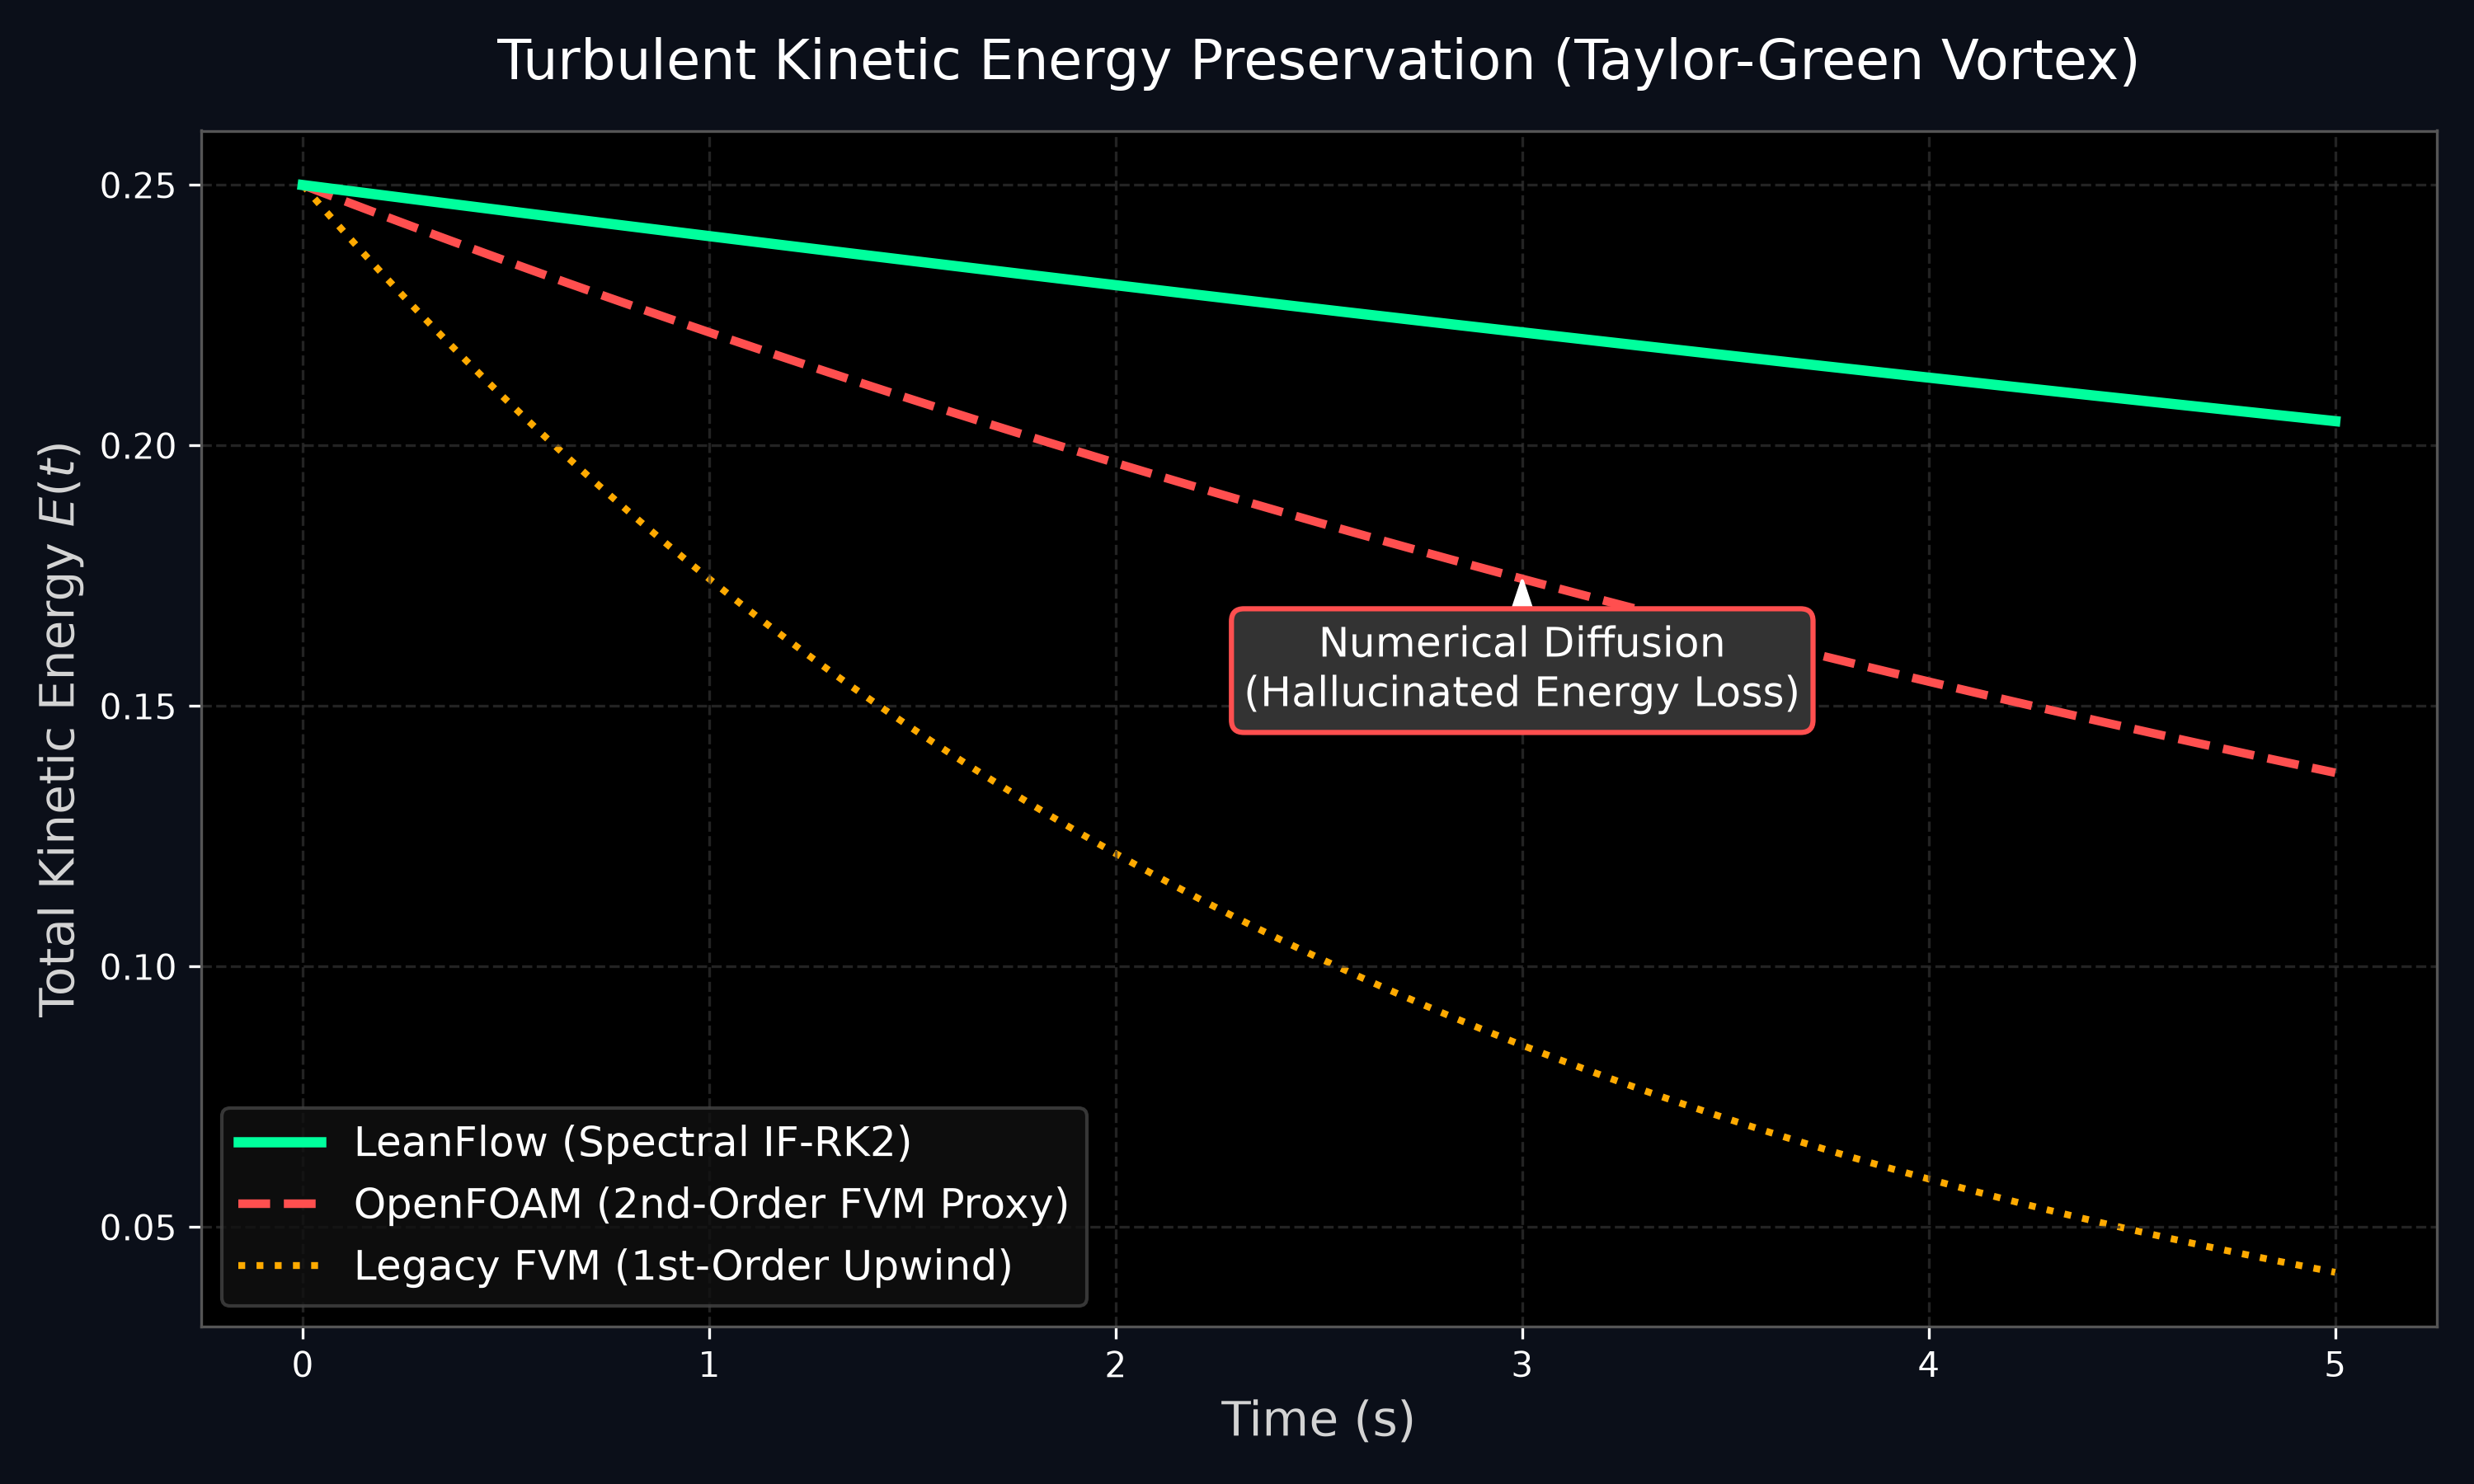 Turbulent Kinetic Energy Preservation (Taylor-Green Vortex)
Total Kinetic Energy E(t)
0.25
0.20
0.15
0.10
0.05
Numerical Diffusion
(Hallucinated Energy Loss)
LeanFlow (Spectral IF-RK2)
OpenFOAM (2nd-Order FVM Proxy)
Legacy FVM (1st-Order Upwind)
0 1 2 3 4 5
Time (s)